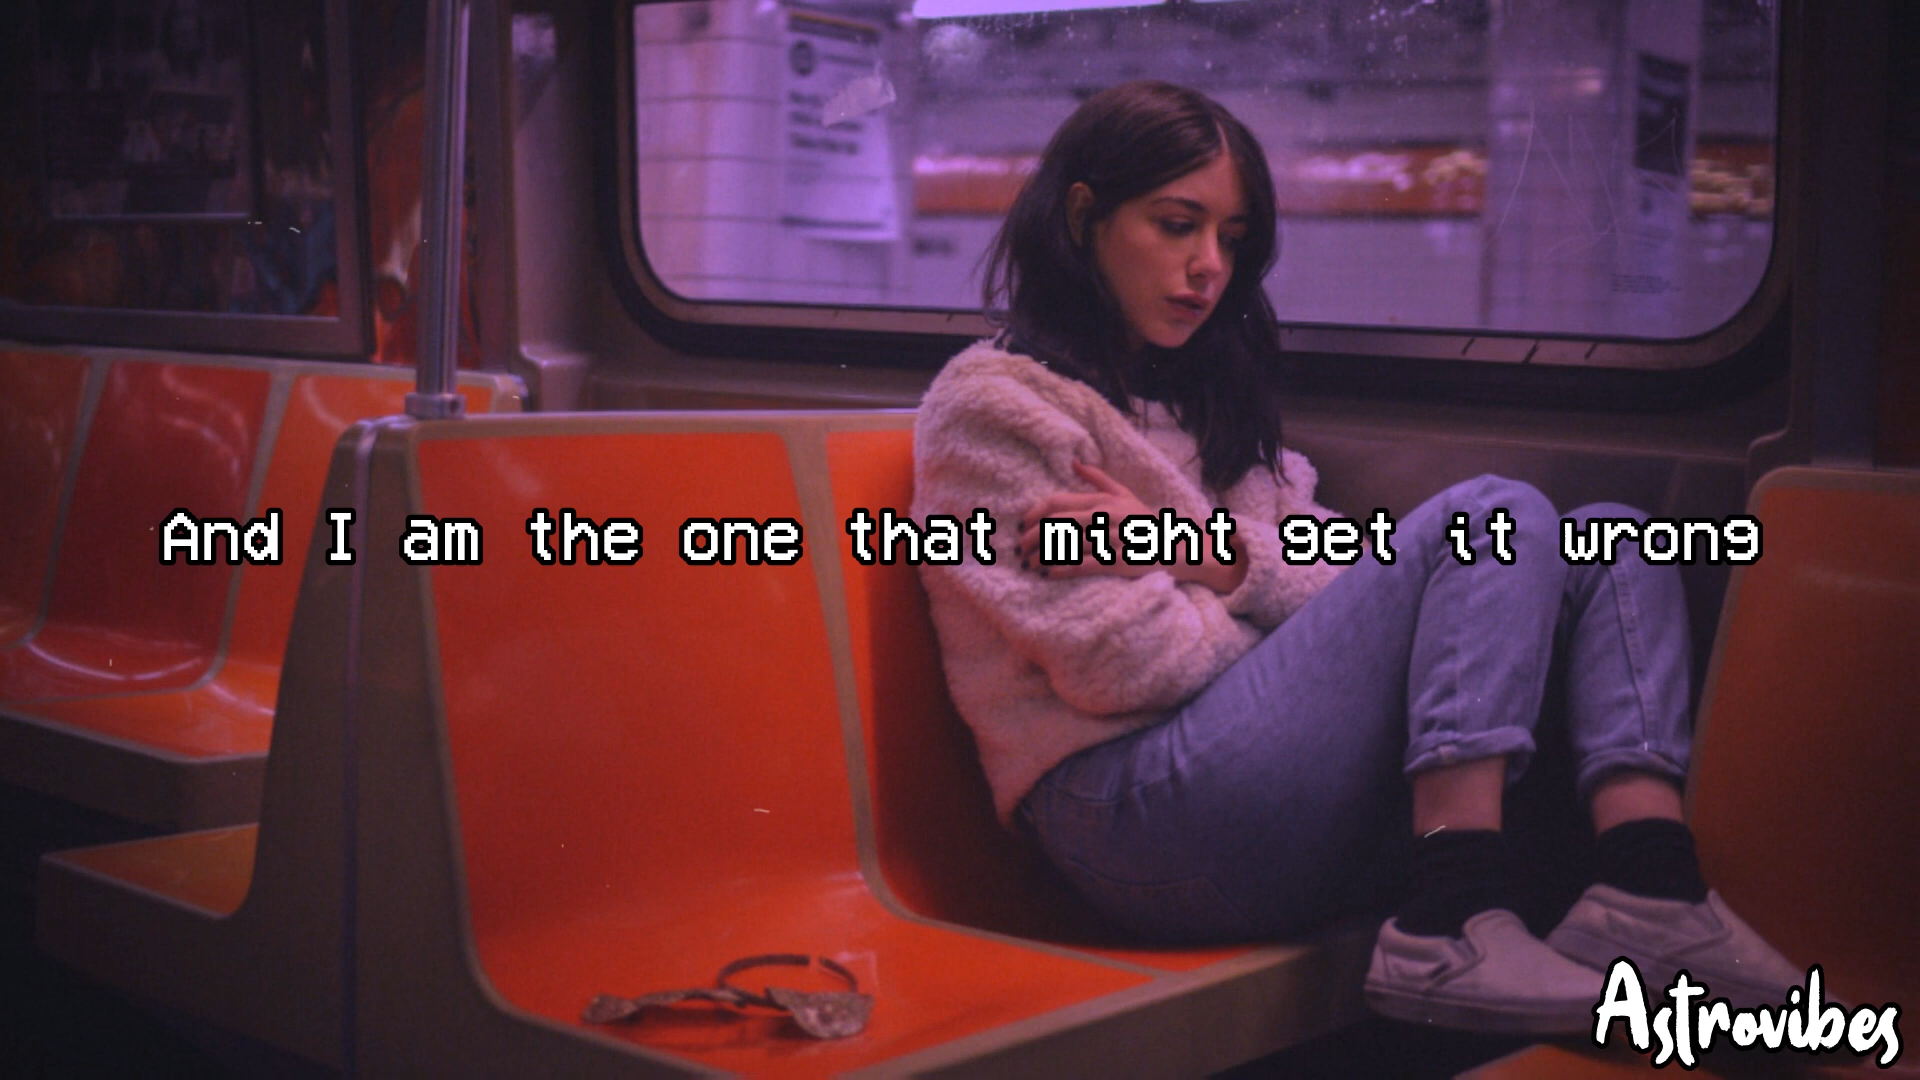 And I am the one that might get it wrong
Astrovibes